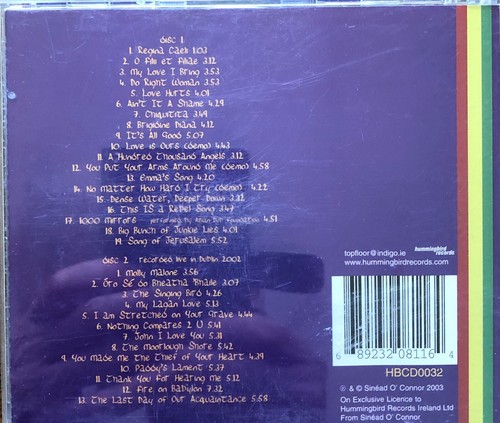 disc 1
1. Regina Caeli 1.03
2. O Filii et Filiae 3.12
3. My Love I Bring 3.53
4. Do Right Woman 3.53
5. Love Hurts 4.01
6. Ain't It A Shame 4.29
7. Chiquitita 3.49
8. Brigidine Diana 4.12
9. It's All Good 5.07
10. Love is Ours (demo) 4.43
11. A Hundred Thousand Angels 3.12
12. You Put Your Arms Around Me (demo) 4.58
13. Emma's Song 4.20
14. No Matter How Hard I Try (demo) 4.22
15. Dense Water, Deeper Down 3.12
16. This IS a Rebel Song 3.47
17. 1000 Mirrors performed by Asian Dub Foundation 4.51
18. Big Bunch of Junkie Lies 4.01
19. Song of Jerusalem 5.52
disc 2 recorded live in Dublin 2002
1. Molly Malone 3.56
2. Óro Sé do Bheatha Bhaile 3.07
3. The Singing Bird 4.26
4. My Lagan Love 5.13
5. I am Stretched on Your Grave 4.44
6. Nothing Compares 2 U 5.41
7. John I Love You 5.31
8. The Moorlough Shore 5.42
9. You Made Me the Thief of Your Heart 4.39
10. Paddy's Lament 5.37
11. Thank You For Hearing Me 5.12
12. Fire on Babylon 7.32
13. The Last Day of Our Acquaintance 5.58
topfloor@indigo.ie
hummingbird records
www.hummingbirdrecords.com
6 89232 08116 4
HBCD0032
℗ & © Sinéad O' Connor 2003
On Exclusive Licence to
Hummingbird Records Ireland Ltd
From Sinéad O' Connor